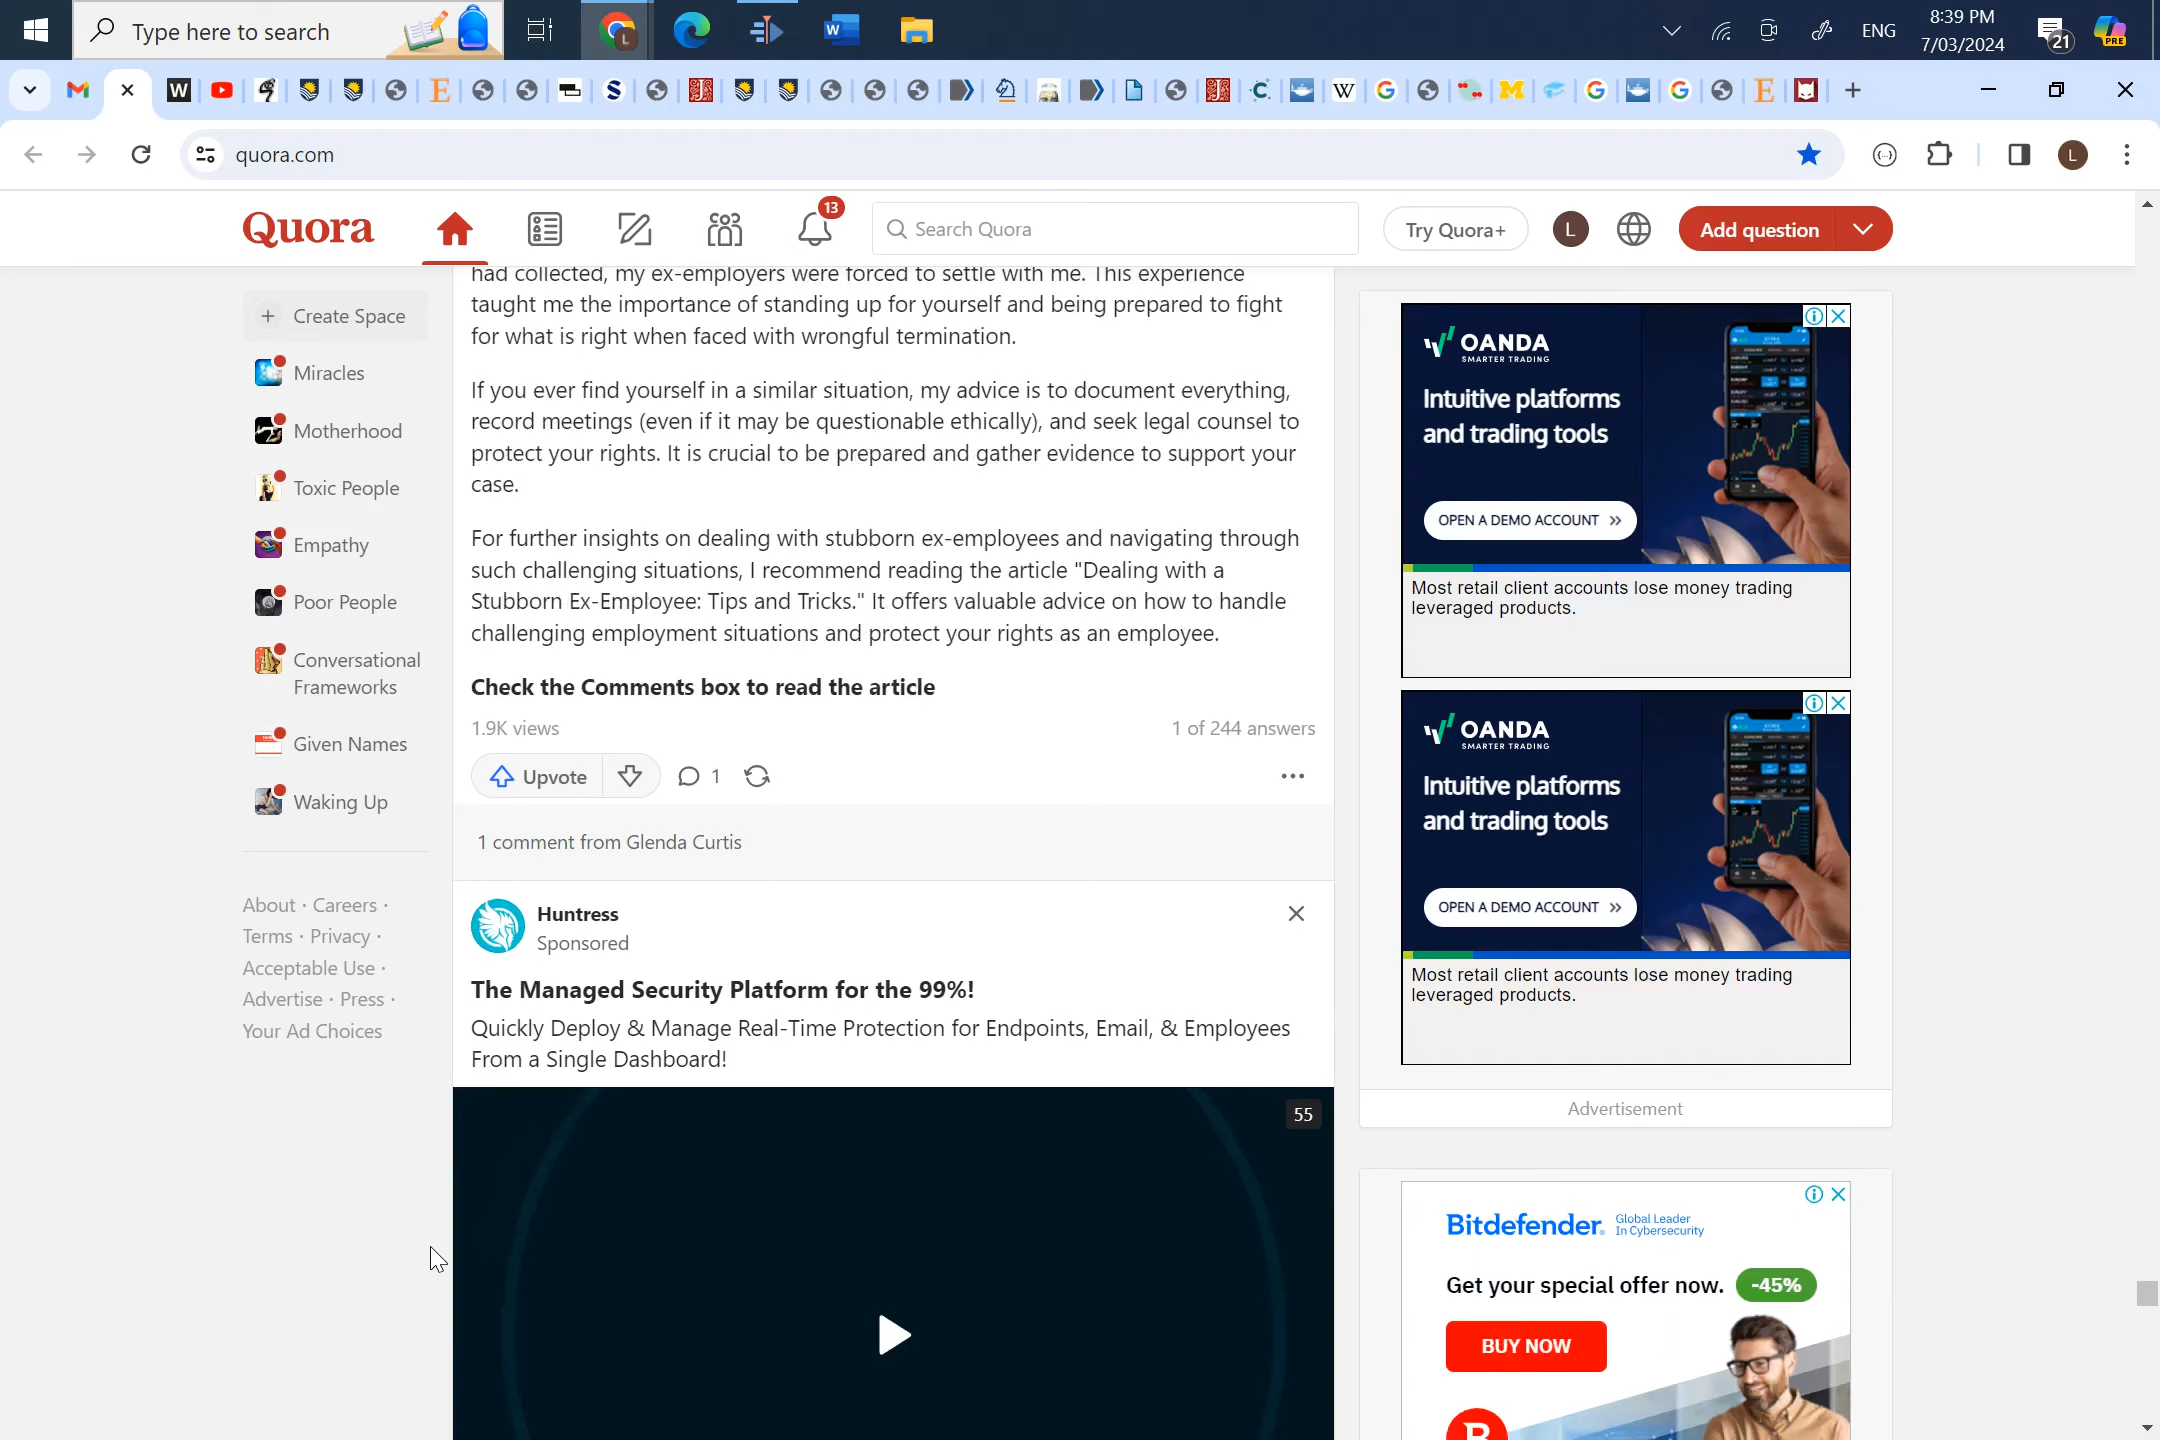 Type here to search
ENG
8:39 PM
7/03/2024
21
PRE
quora.com
L
Quora
13
Search Quora
Try Quora+
L
Add question
Create Space
Miracles
Motherhood
Toxic People
Empathy
Poor People
Conversational
Frameworks
Given Names
Waking Up
About · Careers ·
Terms · Privacy ·
Acceptable Use ·
Advertise · Press ·
Your Ad Choices
had collected, my ex-employers were forced to settle with me. This experience
taught me the importance of standing up for yourself and being prepared to fight
for what is right when faced with wrongful termination.
If you ever find yourself in a similar situation, my advice is to document everything,
record meetings (even if it may be questionable ethically), and seek legal counsel to
protect your rights. It is crucial to be prepared and gather evidence to support your
case.
For further insights on dealing with stubborn ex-employees and navigating through
such challenging situations, I recommend reading the article "Dealing with a
Stubborn Ex-Employee: Tips and Tricks." It offers valuable advice on how to handle
challenging employment situations and protect your rights as an employee.
Check the Comments box to read the article
1.9K views
1 of 244 answers
Upvote
1
1 comment from Glenda Curtis
Huntress
Sponsored
The Managed Security Platform for the 99%!
Quickly Deploy & Manage Real-Time Protection for Endpoints, Email, & Employees
From a Single Dashboard!
55
OANDA
SMARTER TRADING
Intuitive platforms
and trading tools
OPEN A DEMO ACCOUNT »
Most retail client accounts lose money trading
leveraged products.
OANDA
SMARTER TRADING
Intuitive platforms
and trading tools
OPEN A DEMO ACCOUNT »
Most retail client accounts lose money trading
leveraged products.
Advertisement
Bitdefender
Global Leader
In Cybersecurity
Get your special offer now.
-45%
BUY NOW
B